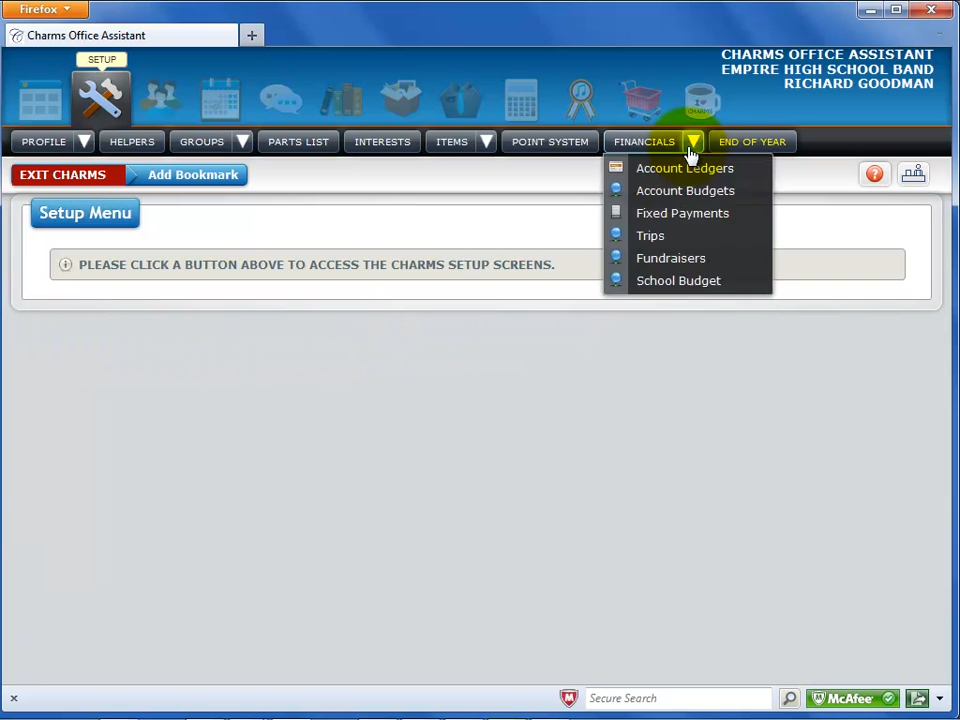 Firefox
Charms Office Assistant
SETUP
CHARMS OFFICE ASSISTANT
EMPIRE HIGH SCHOOL BAND
RICHARD GOODMAN
I ♥ CHARMS
PROFILE HELPERS GROUPS PARTS LIST INTERESTS ITEMS POINT SYSTEM FINANCIALS END OF YEAR
EXIT CHARMS Add Bookmark
Account Ledgers
Account Budgets
Fixed Payments
Trips
Fundraisers
School Budget
Setup Menu
PLEASE CLICK A BUTTON ABOVE TO ACCESS THE CHARMS SETUP SCREENS.
Secure Search McAfee